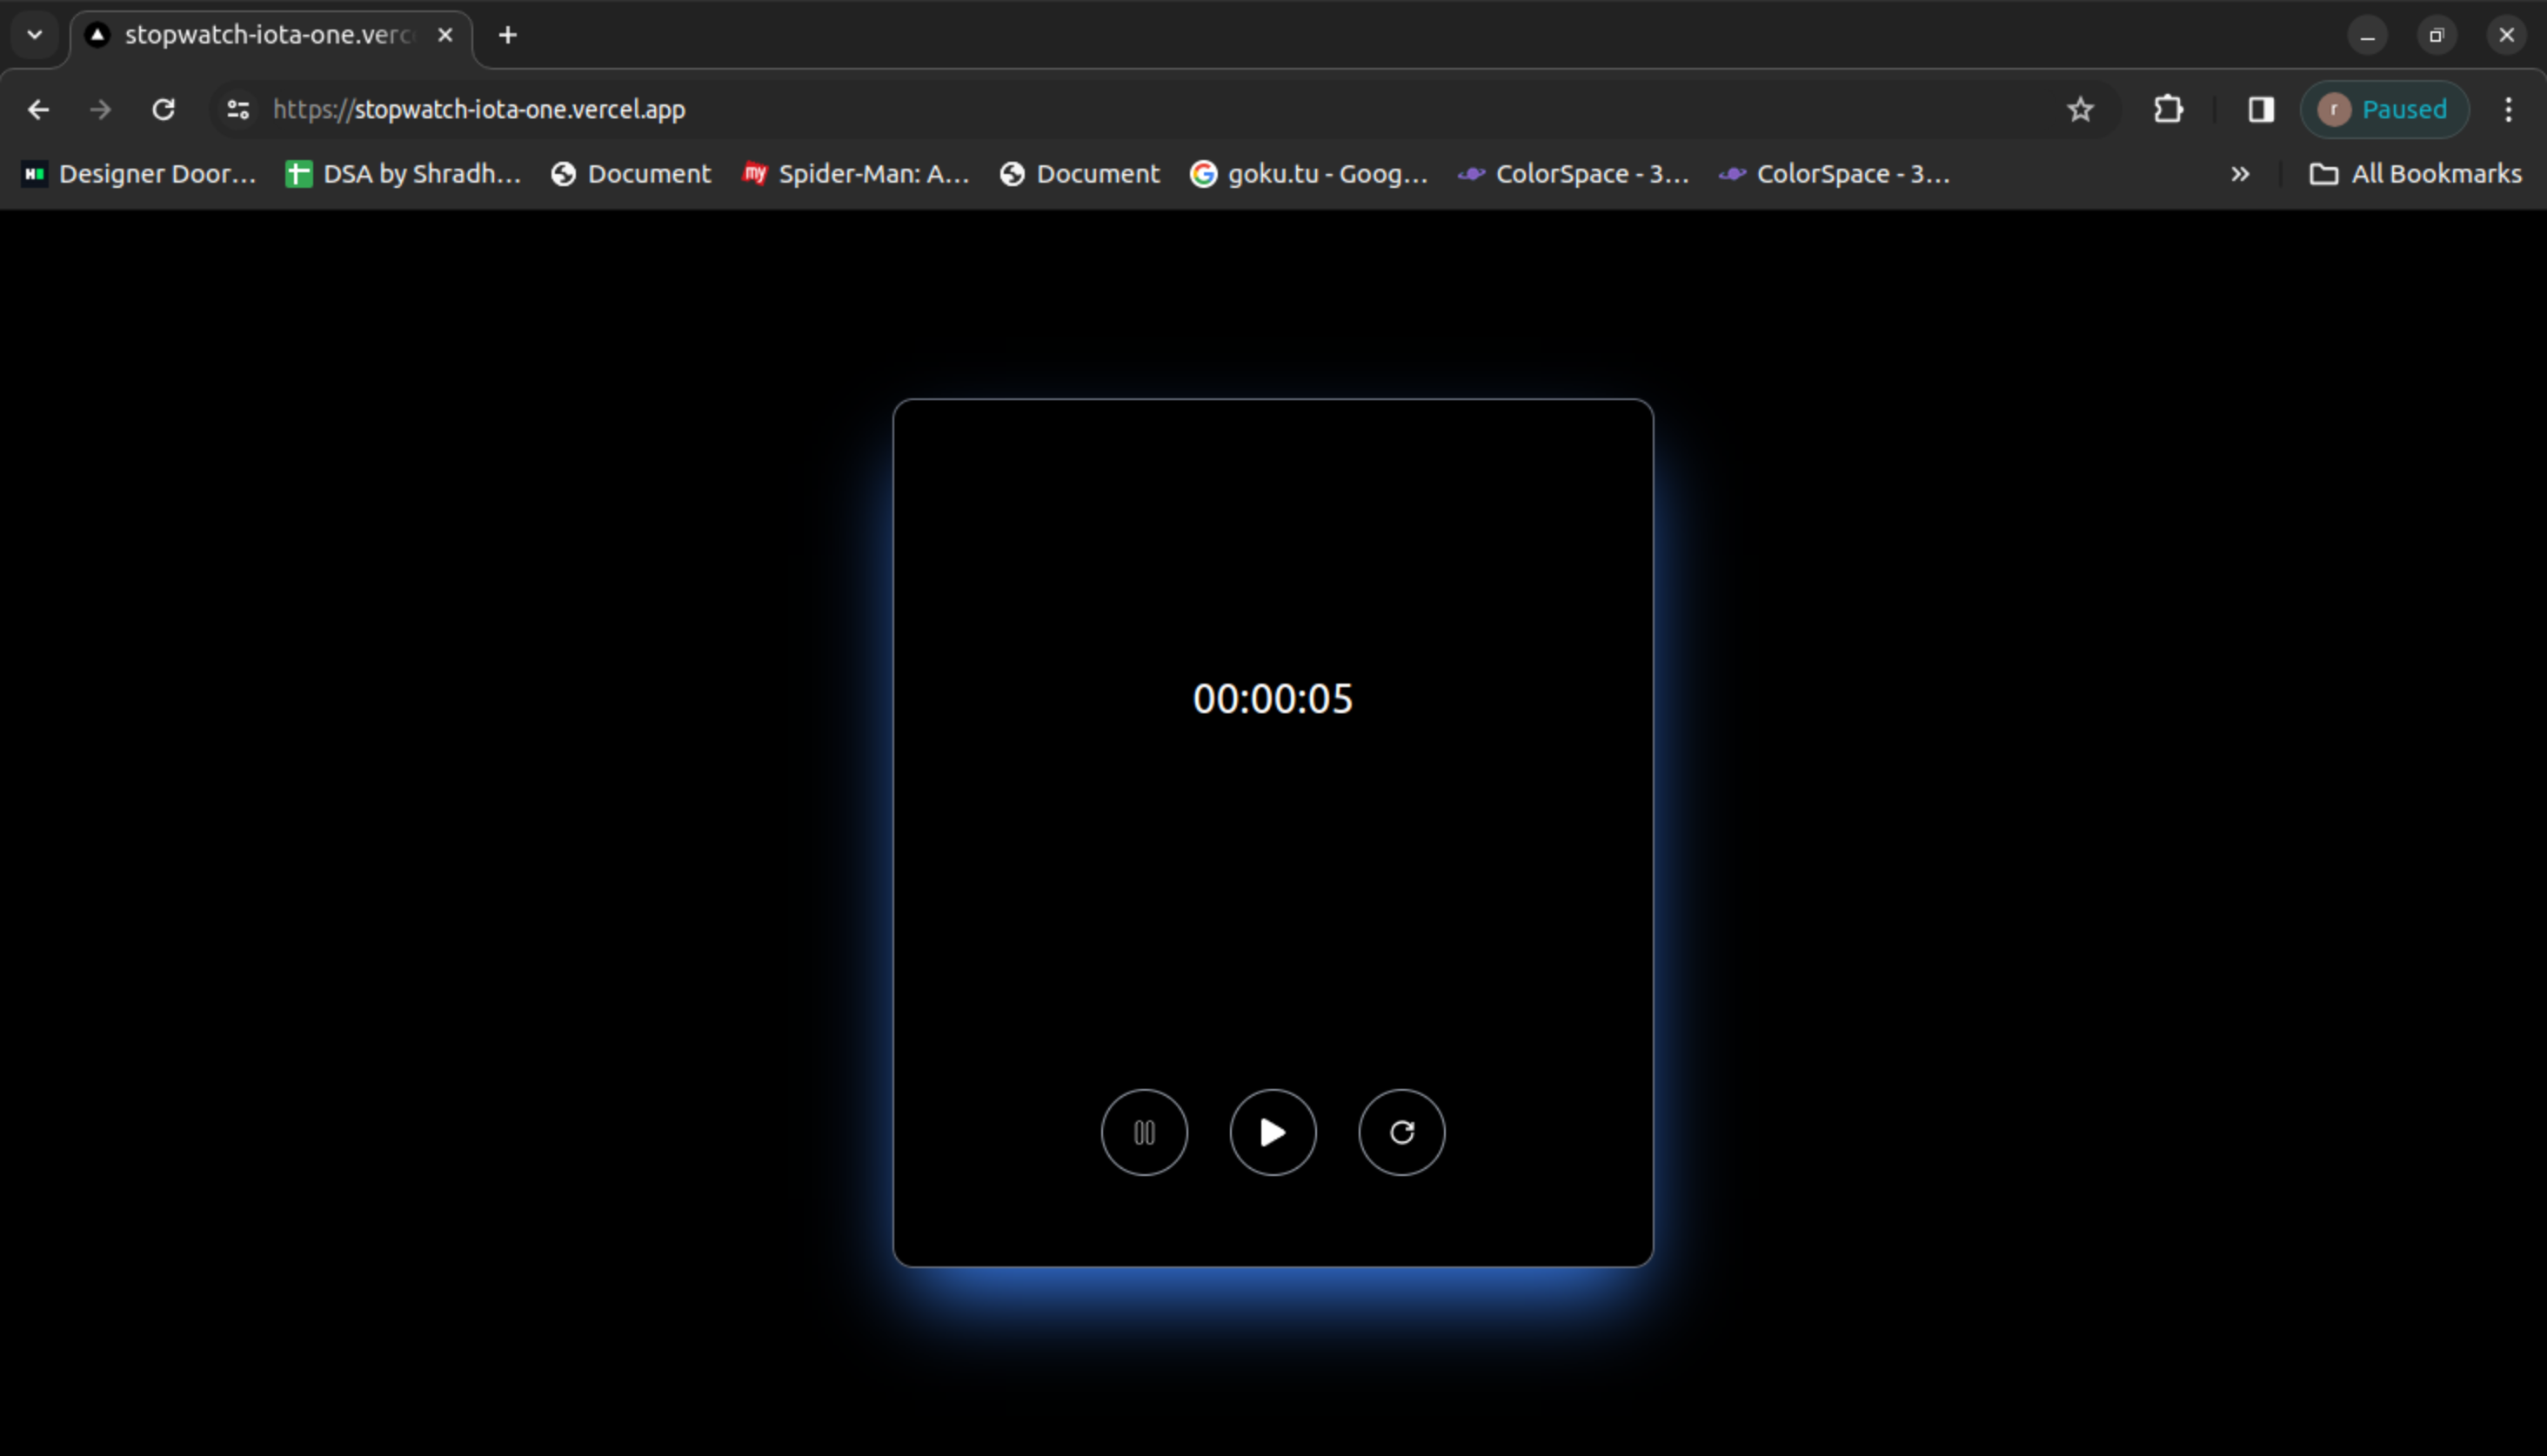 stopwatch-iota-one.verc
https://stopwatch-iota-one.vercel.app
r Paused
Designer Door... DSA by Shradh... Document my Spider-Man: A... Document goku.tu - Goog... ColorSpace - 3... ColorSpace - 3... All Bookmarks
00:00:05